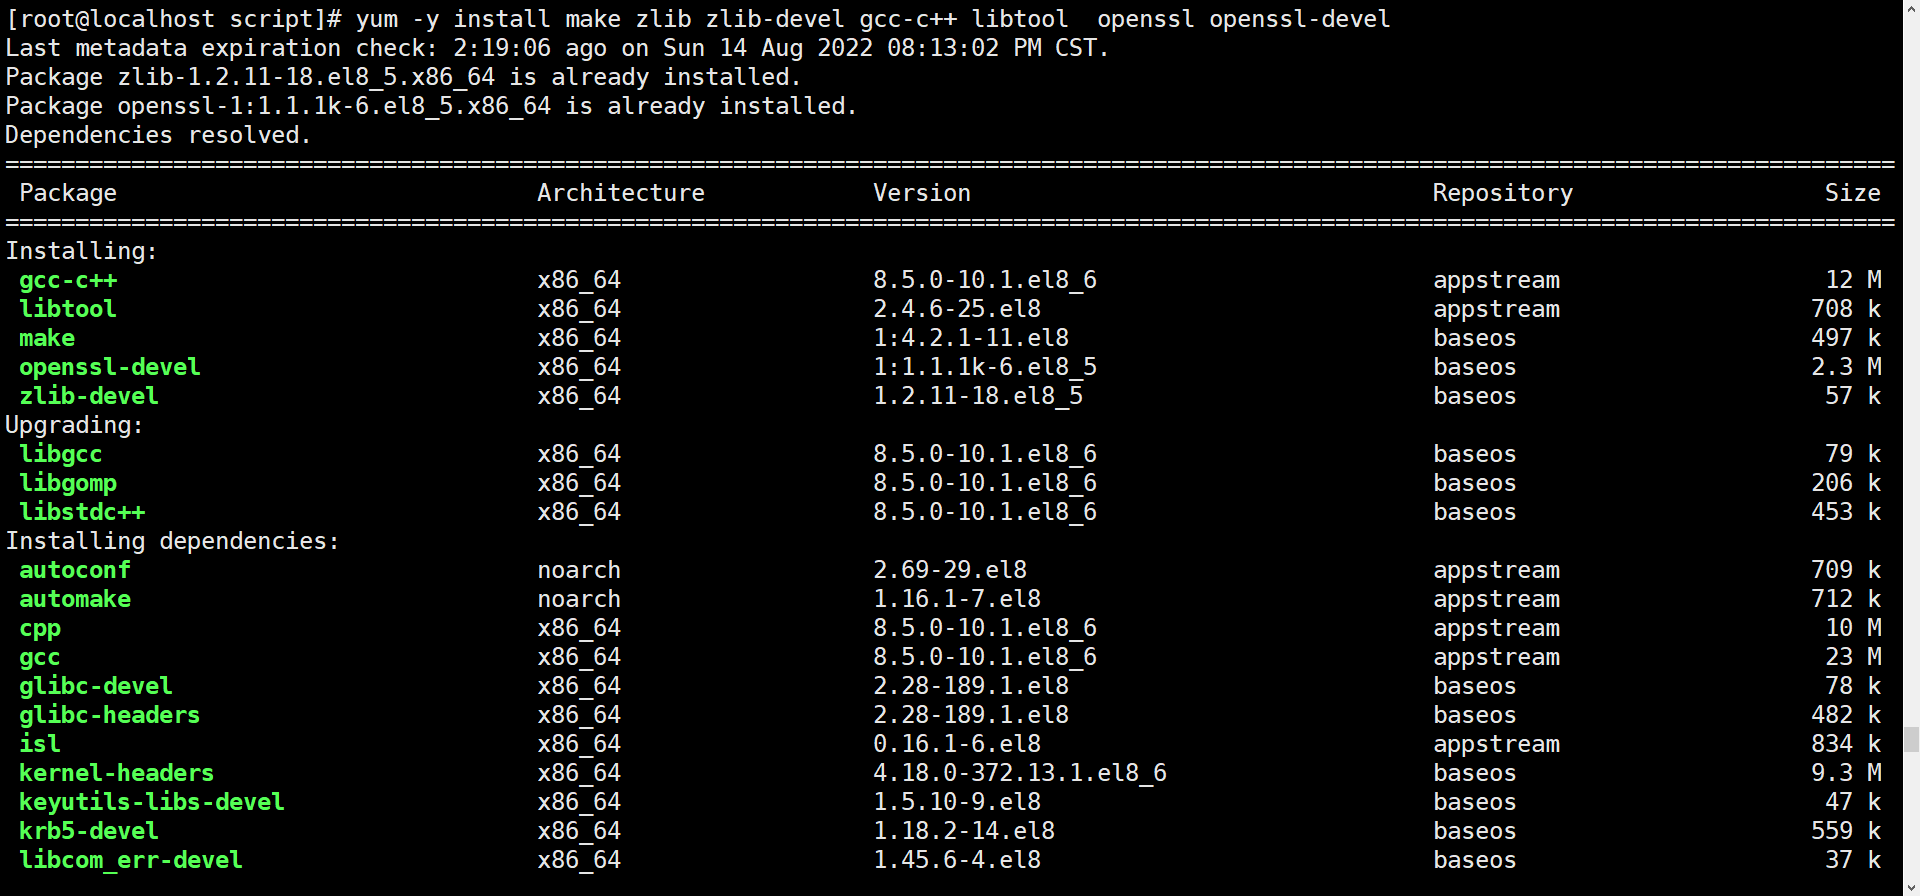 [root@localhost script]# yum -y install make zlib zlib-devel gcc-c++ libtool  openssl openssl-devel
Last metadata expiration check: 2:19:06 ago on Sun 14 Aug 2022 08:13:02 PM CST.
Package zlib-1.2.11-18.el8_5.x86_64 is already installed.
Package openssl-1:1.1.1k-6.el8_5.x86_64 is already installed.
Dependencies resolved.
=======================================================================================================================================
 Package                              Architecture            Version                                 Repository                  Size
=======================================================================================================================================
Installing:
 gcc-c++                              x86_64                  8.5.0-10.1.el8_6                        appstream                   12 M
 libtool                              x86_64                  2.4.6-25.el8                            appstream                  708 k
 make                                 x86_64                  1:4.2.1-11.el8                          baseos                     497 k
 openssl-devel                        x86_64                  1:1.1.1k-6.el8_5                        baseos                     2.3 M
 zlib-devel                           x86_64                  1.2.11-18.el8_5                         baseos                      57 k
Upgrading:
 libgcc                               x86_64                  8.5.0-10.1.el8_6                        baseos                      79 k
 libgomp                              x86_64                  8.5.0-10.1.el8_6                        baseos                     206 k
 libstdc++                            x86_64                  8.5.0-10.1.el8_6                        baseos                     453 k
Installing dependencies:
 autoconf                             noarch                  2.69-29.el8                             appstream                  709 k
 automake                             noarch                  1.16.1-7.el8                            appstream                  712 k
 cpp                                  x86_64                  8.5.0-10.1.el8_6                        appstream                   10 M
 gcc                                  x86_64                  8.5.0-10.1.el8_6                        appstream                   23 M
 glibc-devel                          x86_64                  2.28-189.1.el8                          baseos                      78 k
 glibc-headers                        x86_64                  2.28-189.1.el8                          baseos                     482 k
 isl                                  x86_64                  0.16.1-6.el8                            appstream                  834 k
 kernel-headers                       x86_64                  4.18.0-372.13.1.el8_6                   baseos                     9.3 M
 keyutils-libs-devel                  x86_64                  1.5.10-9.el8                            baseos                      47 k
 krb5-devel                           x86_64                  1.18.2-14.el8                           baseos                     559 k
 libcom_err-devel                     x86_64                  1.45.6-4.el8                            baseos                      37 k